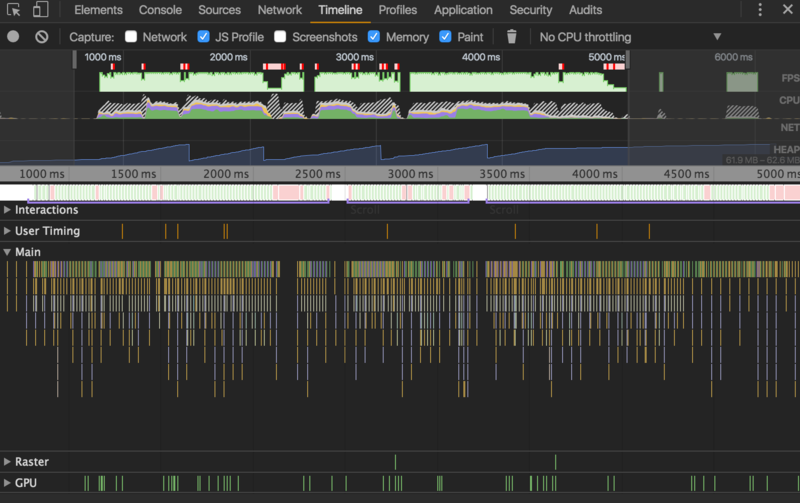 Elements Console Sources Network Timeline Profiles Application Security Audits
Capture: Network JS Profile Screenshots Memory Paint No CPU throttling
1000 ms 2000 ms 3000 ms 4000 ms 5000 ms 6000 ms
FPS
CPU
NET
HEAP
61.9 MB – 62.6 MB
1000 ms 1500 ms 2000 ms 2500 ms 3000 ms 3500 ms 4000 ms 4500 ms 5000 ms
Interactions Scroll Scroll
User Timing
Main
Raster
GPU